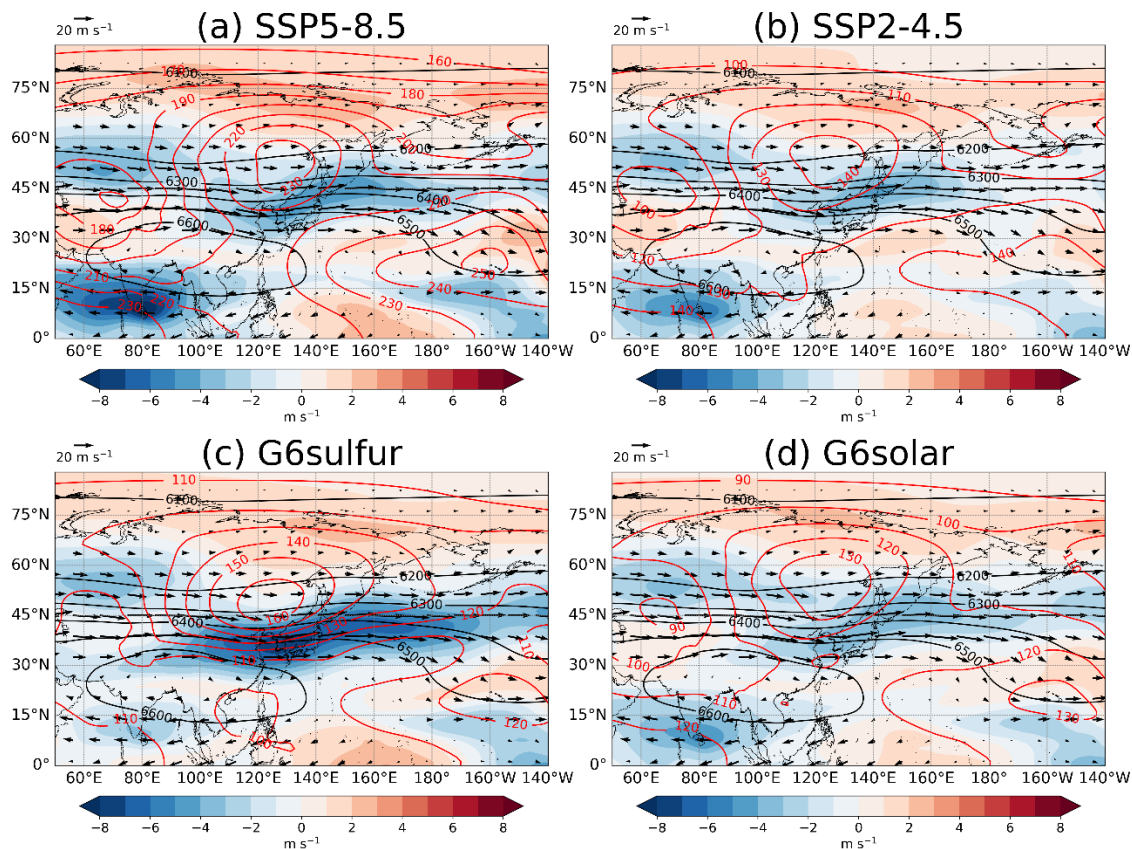 (a) SSP5-8.5
20 m s⁻¹
75°N
60°N
45°N
30°N
15°N
0°
160
6100
180
190
220
200
6200
6300
6400
6600
6500
180
210
220
230
250
240
230
60°E 80°E 100°E 120°E 140°E 160°E 180° 160°W 140°W
−8 −6 −4 −2 0 2 4 6 8
m s⁻¹
(b) SSP2-4.5
20 m s⁻¹
75°N
60°N
45°N
30°N
15°N
0°
100
6100
110
6200
130
140
6300
6400
100
6500
130
140
6600
140
60°E 80°E 100°E 120°E 140°E 160°E 180° 160°W 140°W
−8 −6 −4 −2 0 2 4 6 8
m s⁻¹
(c) G6sulfur
20 m s⁻¹
75°N
60°N
45°N
30°N
15°N
0°
110
6100
140
150
6200
160
6300
120
6400
6500
110
6600
110
120
60°E 80°E 100°E 120°E 140°E 160°E 180° 160°W 140°W
−8 −6 −4 −2 0 2 4 6 8
m s⁻¹
(d) G6solar
20 m s⁻¹
75°N
60°N
45°N
30°N
15°N
0°
90
6100
100
120
130
110
6200
6300
90
6400
6500
100
120
110
6600
120
130
60°E 80°E 100°E 120°E 140°E 160°E 180° 160°W 140°W
−8 −6 −4 −2 0 2 4 6 8
m s⁻¹